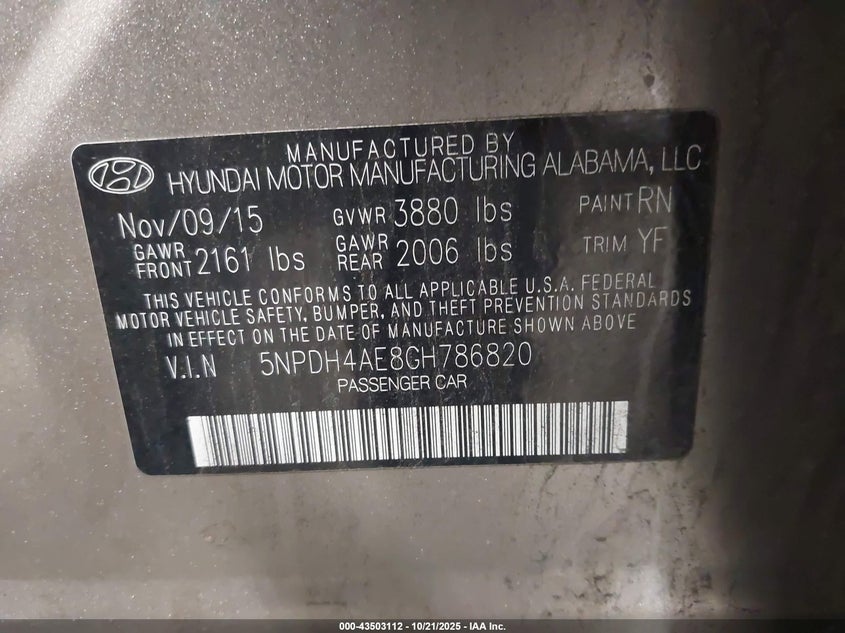 MANUFACTURED BY
HYUNDAI MOTOR MANUFACTURING ALABAMA, LLC
Nov/09/15 GVWR 3880 lbs PAINT RN
GAWR FRONT 2161 lbs GAWR REAR 2006 lbs TRIM YF
THIS VEHICLE CONFORMS TO ALL APPLICABLE U.S.A. FEDERAL
MOTOR VEHICLE SAFETY, BUMPER, AND THEFT PREVENTION STANDARDS
IN EFFECT ON THE DATE OF MANUFACTURE SHOWN ABOVE
V.I.N 5NPDH4AE8GH786820
PASSENGER CAR
000-43503112 - 10/21/2025 - IAA Inc.